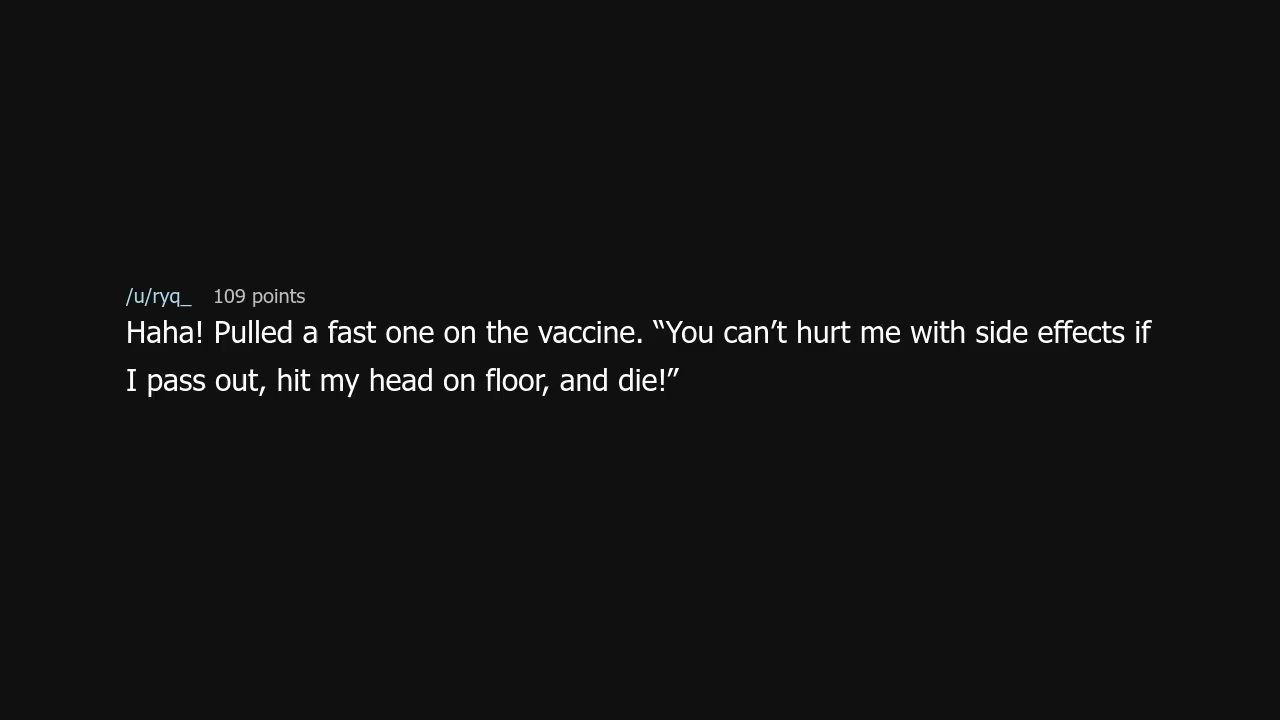 /u/ryq_ 109 points
Haha! Pulled a fast one on the vaccine. “You can’t hurt me with side effects if
I pass out, hit my head on floor, and die!”